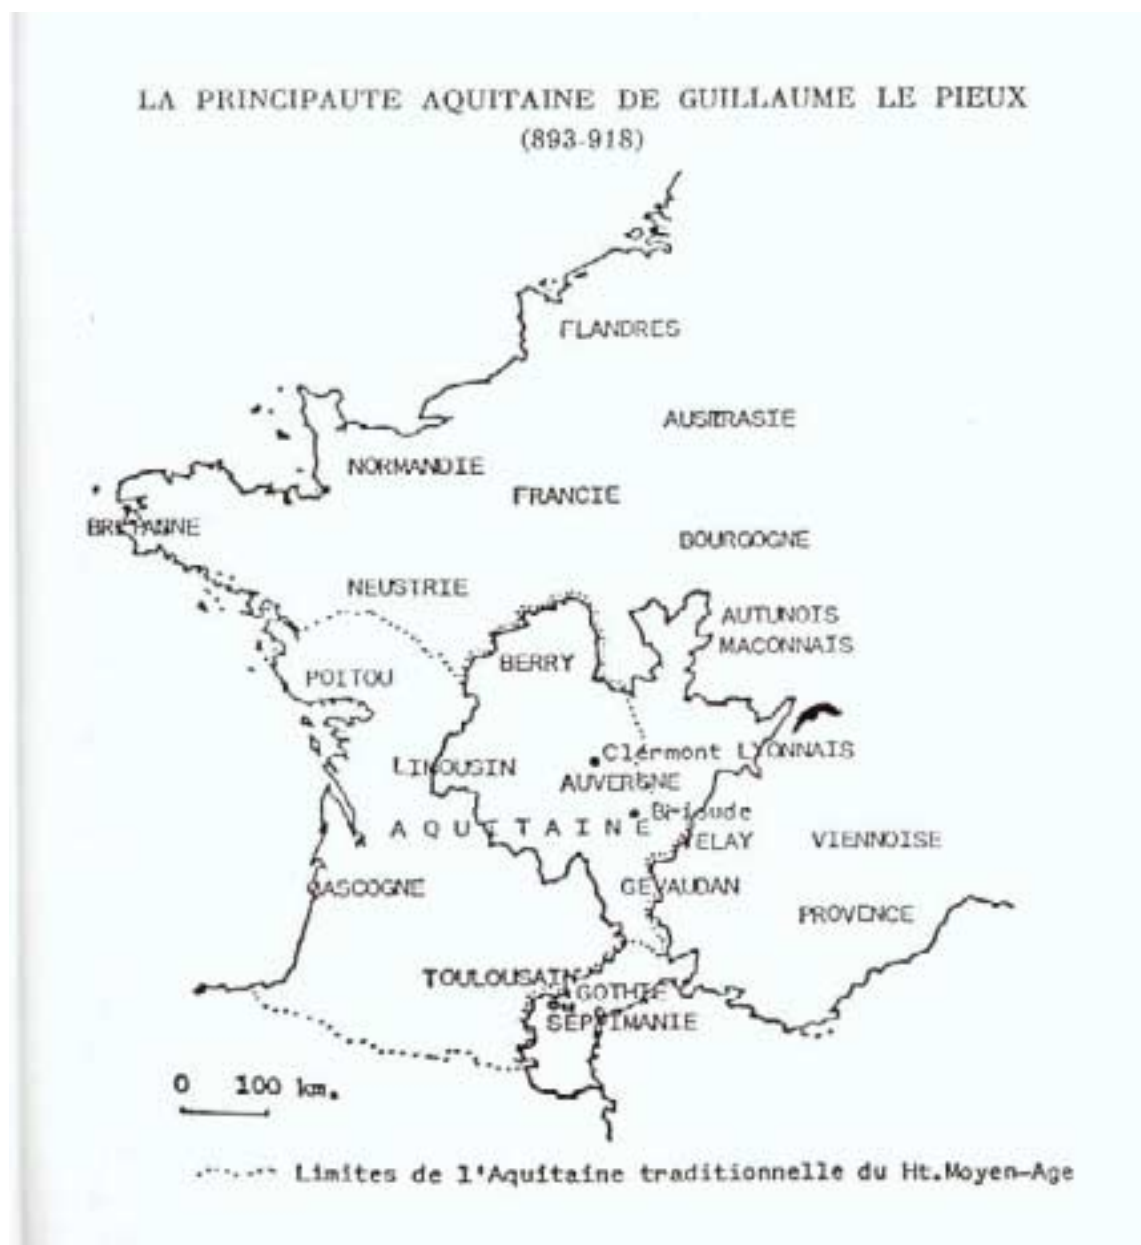 LA PRINCIPAUTE AQUITAINE DE GUILLAUME LE PIEUX
(893-918)
FLANDRES
AUSTRASIE
NORMANDIE
FRANCIE
BRETAGNE
BOURGOGNE
NEUSTRIE
AUTUNOIS
MACONNAIS
BERRY
POITOU
Clermont
LYONNAIS
LIMOUSIN
AUVERGNE
Brioude
AQUITAINE
VELAY
VIENNOISE
GASCOGNE
GEVAUDAN
PROVENCE
TOULOUSAIN
GOTHIE
ou
SEPTIMANIE
0 100 km.
Limites de l'Aquitaine traditionnelle du Ht.Moyen-Age